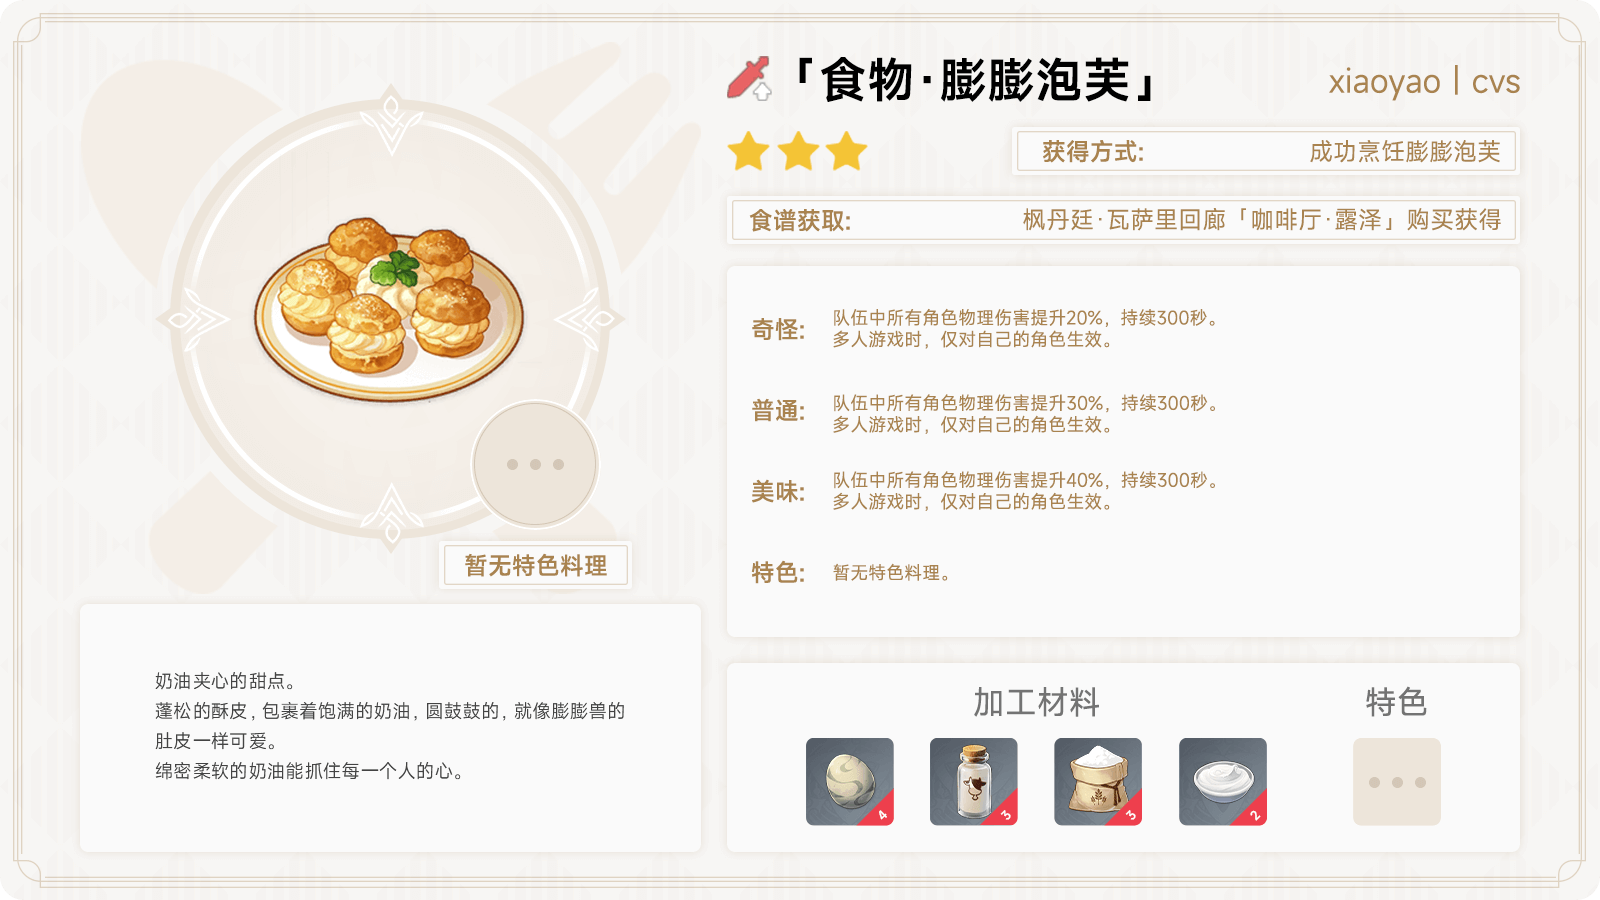 「食物·膨膨泡芙」
xiaoyao | cvs
获得方式: 成功烹饪膨膨泡芙
食谱获取: 枫丹廷·瓦萨里回廊「咖啡厅·露泽」购买获得
奇怪: 队伍中所有角色物理伤害提升20%，持续300秒。
多人游戏时，仅对自己的角色生效。
普通: 队伍中所有角色物理伤害提升30%，持续300秒。
多人游戏时，仅对自己的角色生效。
美味: 队伍中所有角色物理伤害提升40%，持续300秒。
多人游戏时，仅对自己的角色生效。
特色: 暂无特色料理。
暂无特色料理
奶油夹心的甜点。
蓬松的酥皮，包裹着饱满的奶油，圆鼓鼓的，就像膨膨兽的
肚皮一样可爱。
绵密柔软的奶油能抓住每一个人的心。
加工材料 特色
4 3 3 2